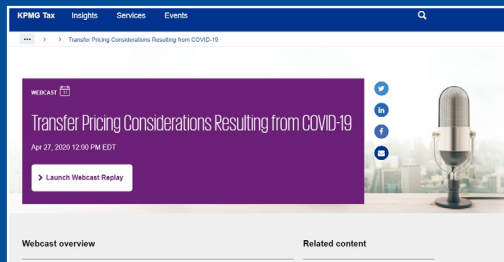 KPMG Tax Insights Services Events
... > > Transfer Pricing Considerations Resulting from COVID-19
WEBCAST
Transfer Pricing Considerations Resulting from COVID-19
Apr 27, 2020 12:00 PM EDT
> Launch Webcast Replay
Webcast overview Related content